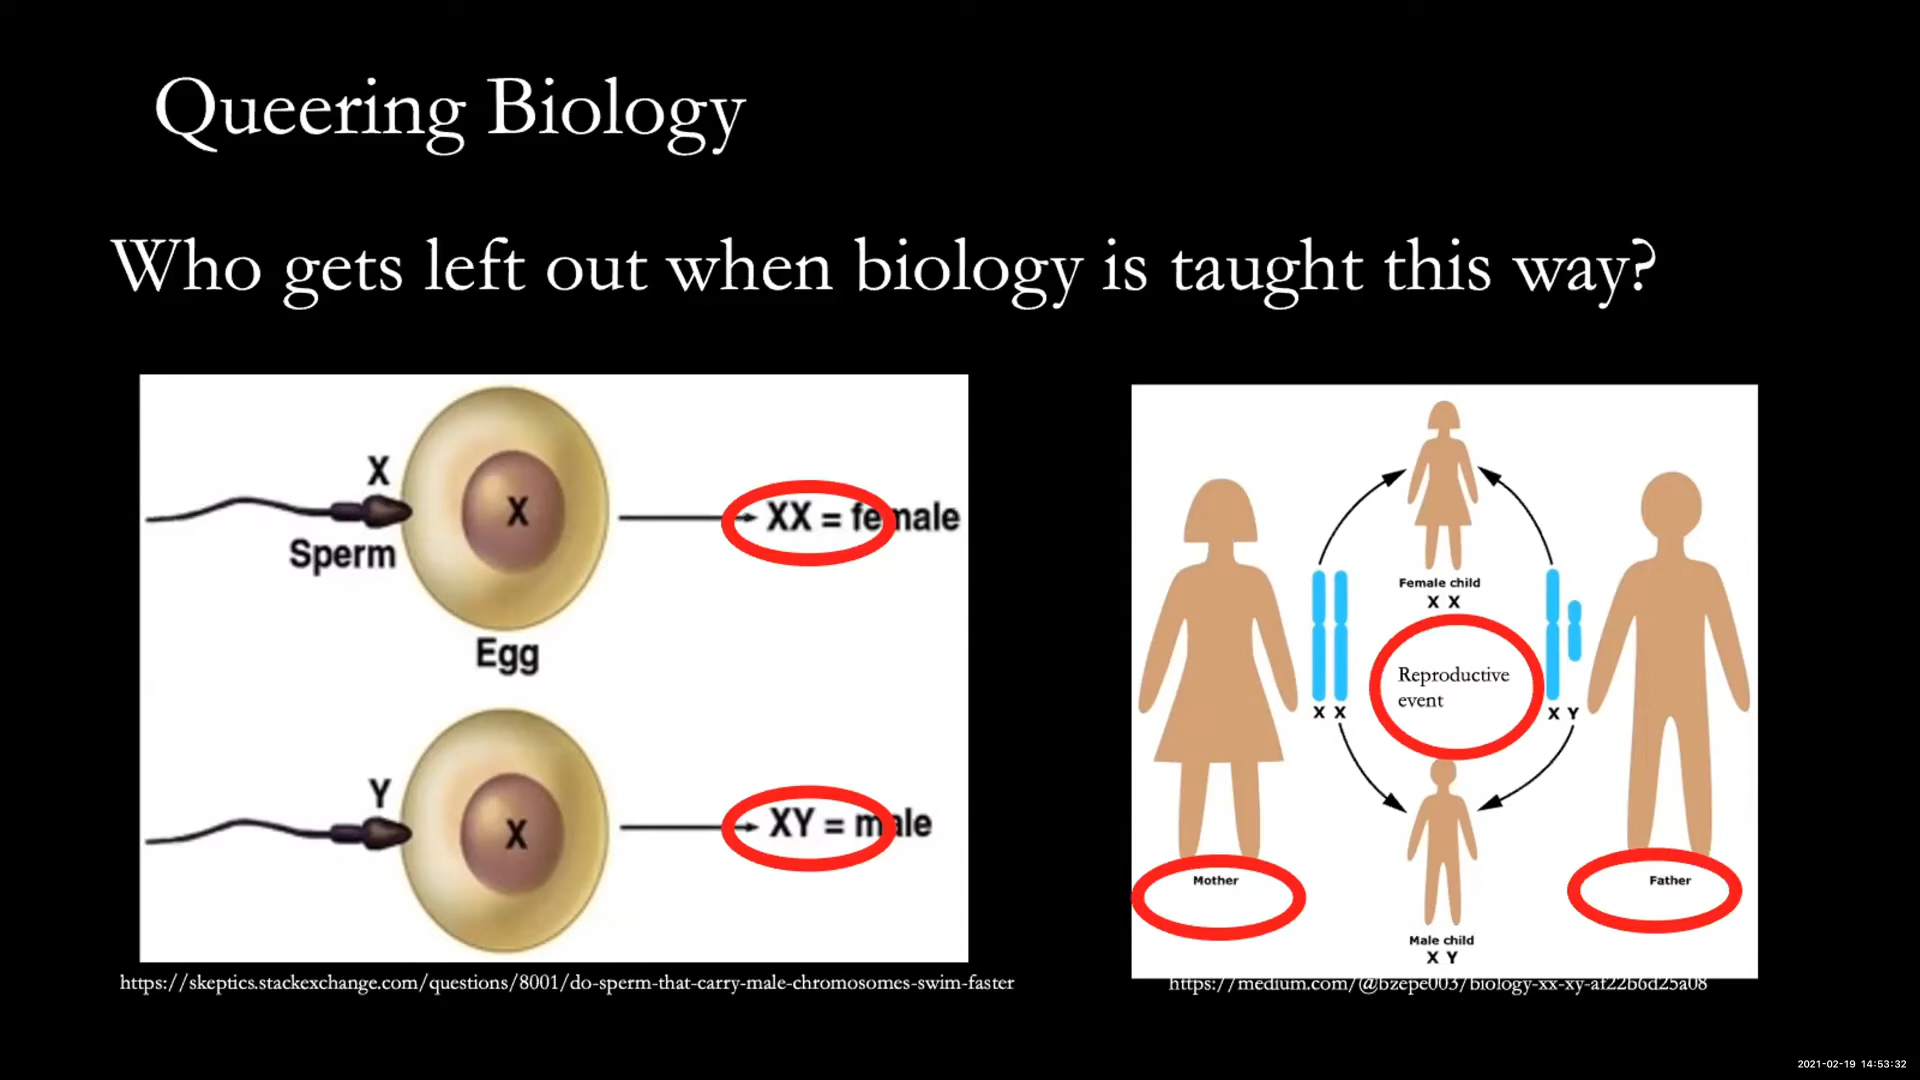 Queering Biology
Who gets left out when biology is taught this way?
X
X
Sperm
Egg
XX = female
Y
X
XY = male
Female child
X X
Reproductive
event
X X
X Y
Mother
Father
Male child
X Y
https://skeptics.stackexchange.com/questions/8001/do-sperm-that-carry-male-chromosomes-swim-faster
https://medium.com/@bzepe003/biology-xx-xy-af22b6d25a08
2021-02-19 14:53:32